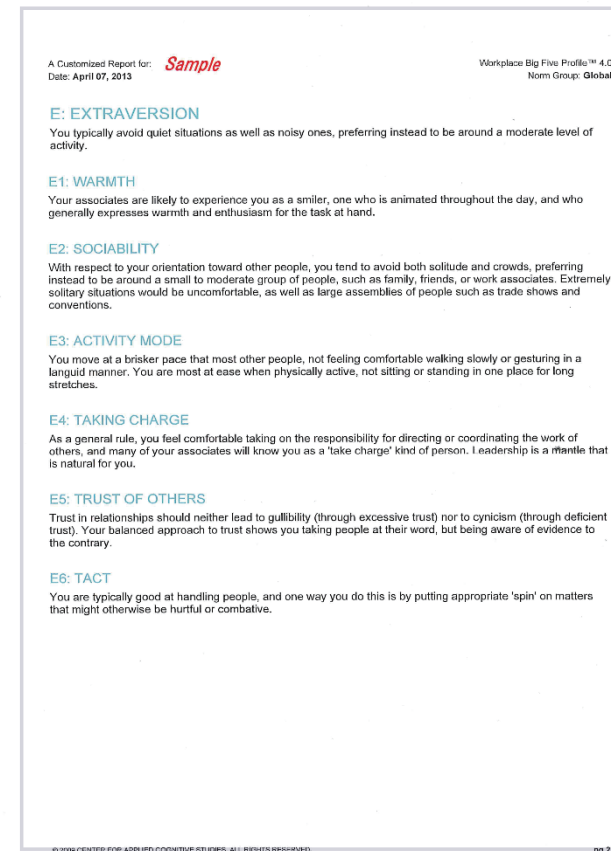 A Customized Report for: Sample
Date: April 07, 2013
Workplace Big Five Profile™ 4.0
Norm Group: Global
E: EXTRAVERSION
You typically avoid quiet situations as well as noisy ones, preferring instead to be around a moderate level of
activity.
E1: WARMTH
Your associates are likely to experience you as a smiler, one who is animated throughout the day, and who
generally expresses warmth and enthusiasm for the task at hand.
E2: SOCIABILITY
With respect to your orientation toward other people, you tend to avoid both solitude and crowds, preferring
instead to be around a small to moderate group of people, such as family, friends, or work associates. Extremely
solitary situations would be uncomfortable, as well as large assemblies of people such as trade shows and
conventions.
E3: ACTIVITY MODE
You move at a brisker pace that most other people, not feeling comfortable walking slowly or gesturing in a
languid manner. You are most at ease when physically active, not sitting or standing in one place for long
stretches.
E4: TAKING CHARGE
As a general rule, you feel comfortable taking on the responsibility for directing or coordinating the work of
others, and many of your associates will know you as a 'take charge' kind of person. Leadership is a mantle that
is natural for you.
E5: TRUST OF OTHERS
Trust in relationships should neither lead to gullibility (through excessive trust) nor to cynicism (through deficient
trust). Your balanced approach to trust shows you taking people at their word, but being aware of evidence to
the contrary.
E6: TACT
You are typically good at handling people, and one way you do this is by putting appropriate 'spin' on matters
that might otherwise be hurtful or combative.
© 2009 CENTER FOR APPLIED COGNITIVE STUDIES. ALL RIGHTS RESERVED
pg 2